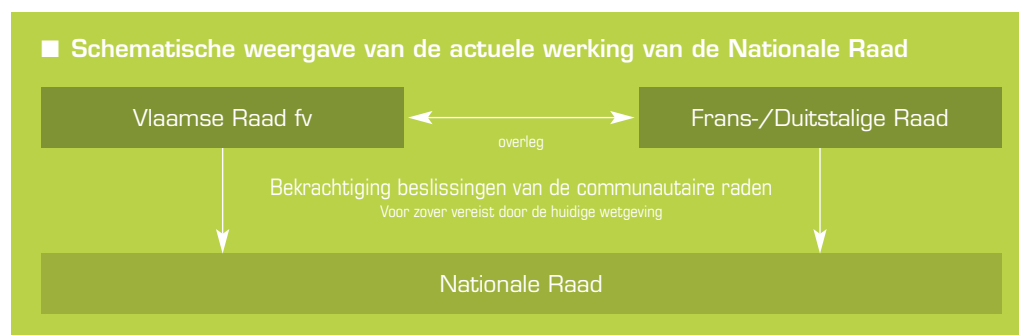 ■ Schematische weergave van de actuele werking van de Nationale Raad
Vlaamse Raad fv
Frans-/Duitstalige Raad
overleg
Bekrachtiging beslissingen van de communautaire raden
Voor zover vereist door de huidige wetgeving
Nationale Raad